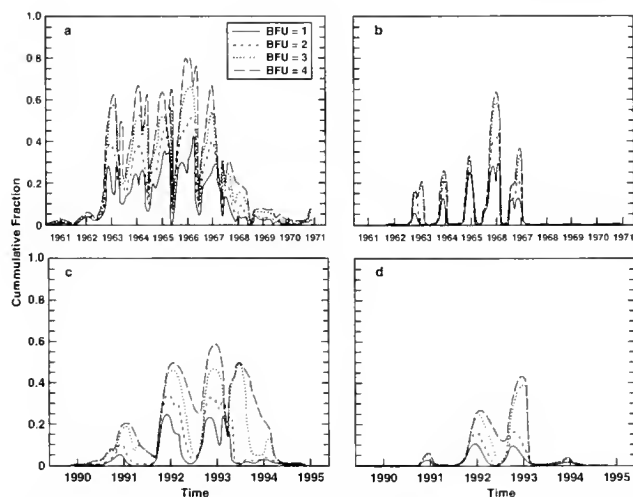 a
BFU = 1
BFU = 2
BFU = 3
BFU = 4
b
1.0
0.8
0.6
0.4
0.2
0
1961 1962 1963 1964 1965 1966 1967 1968 1969 1970 1971
1961 1962 1963 1964 1965 1968 1967 1968 1969 1970 1971
Cummulative Fraction
c
d
1.0
0.8
0.6
0.4
0.2
0
1990 1991 1992 1993 1994 1995
1990 1991 1992 1993 1994 1995
Time
Time